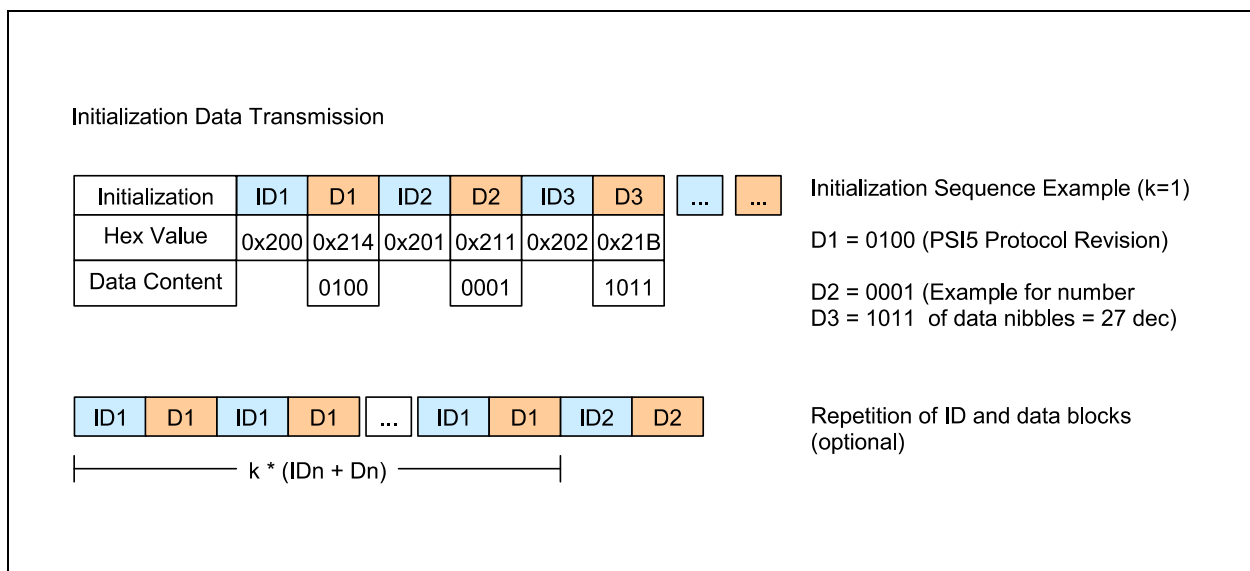 Initialization Data Transmission
Initialization ID1 D1 ID2 D2 ID3 D3 ... ...
Hex Value 0x200 0x214 0x201 0x211 0x202 0x21B
Data Content 0100 0001 1011
Initialization Sequence Example (k=1)
D1 = 0100 (PSI5 Protocol Revision)
D2 = 0001 (Example for number
D3 = 1011 of data nibbles = 27 dec)
ID1 D1 ID1 D1 ... ID1 D1 ID2 D2
k * (IDn + Dn)
Repetition of ID and data blocks
(optional)